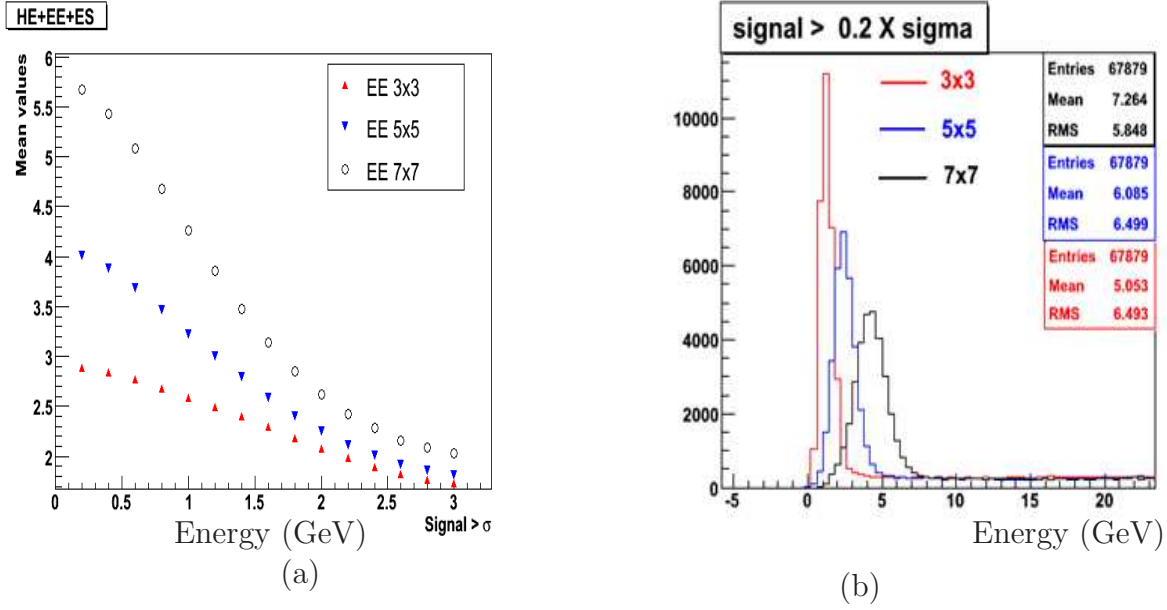 HE+EE+ES
Mean values
6
5.5
5
4.5
4
3.5
3
2.5
2
EE 3x3
EE 5x5
EE 7x7
0 0.5 1 1.5 2 2.5 3
Energy (GeV)
Signal > σ
(a)
signal > 0.2 X sigma
3x3
5x5
7x7
Entries 67879
Mean 7.264
RMS 5.848
Entries 67879
Mean 6.085
RMS 6.499
Entries 67879
Mean 5.053
RMS 6.493
10000
8000
6000
4000
2000
0
-5 0 5 10 15 20
Energy (GeV)
(b)